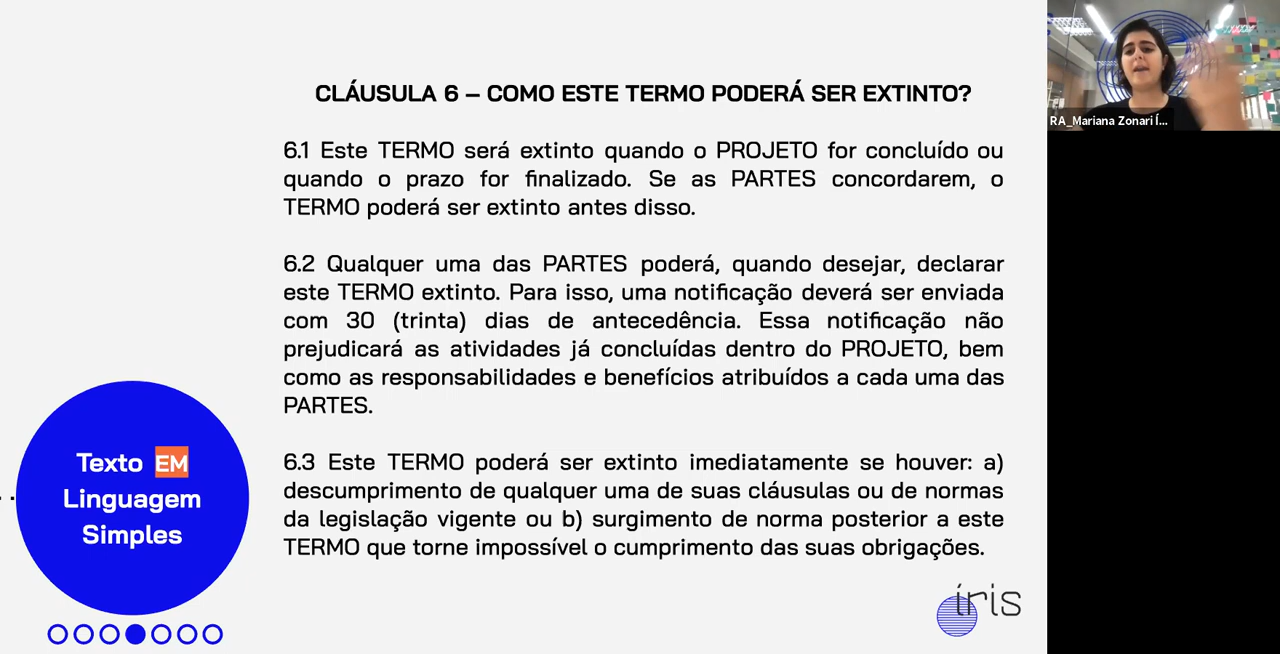 CLÁUSULA 6 – COMO ESTE TERMO PODERÁ SER EXTINTO?
6.1 Este TERMO será extinto quando o PROJETO for concluído ou
quando o prazo for finalizado. Se as PARTES concordarem, o
TERMO poderá ser extinto antes disso.
6.2 Qualquer uma das PARTES poderá, quando desejar, declarar
este TERMO extinto. Para isso, uma notificação deverá ser enviada
com 30 (trinta) dias de antecedência. Essa notificação não
prejudicará as atividades já concluídas dentro do PROJETO, bem
como as responsabilidades e benefícios atribuídos a cada uma das
PARTES.
6.3 Este TERMO poderá ser extinto imediatamente se houver: a)
descumprimento de qualquer uma de suas cláusulas ou de normas
da legislação vigente ou b) surgimento de norma posterior a este
TERMO que torne impossível o cumprimento das suas obrigações.
Texto EM
Linguagem
Simples
íris
RA_Mariana Zonari Í...